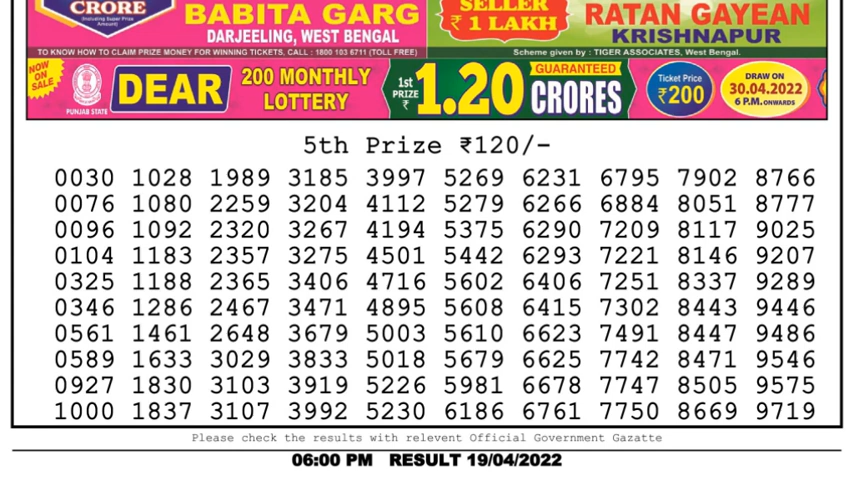 CRORE
(Including Super Prize Amount)
BABITA GARG
DARJEELING, WEST BENGAL
TO KNOW HOW TO CLAIM PRIZE MONEY FOR WINNING TICKETS, CALL : 1800 103 6711 (TOLL FREE)
SELLER
₹ 1 LAKH
RATAN GAYEAN
KRISHNAPUR
Scheme given by : TIGER ASSOCIATES, West Bengal.
NOW ON SALE
PUNJAB STATE
DEAR
200 MONTHLY
LOTTERY
1st PRIZE ₹
1.20
GUARANTEED
CRORES
Ticket Price
₹200
DRAW ON
30.04.2022
6 P.M. ONWARDS
5th Prize ₹120/-
0030 1028 1989 3185 3997 5269 6231 6795 7902 8766
0076 1080 2259 3204 4112 5279 6266 6884 8051 8777
0096 1092 2320 3267 4194 5375 6290 7209 8117 9025
0104 1183 2357 3275 4501 5442 6293 7221 8146 9207
0325 1188 2365 3406 4716 5602 6406 7251 8337 9289
0346 1286 2467 3471 4895 5608 6415 7302 8443 9446
0561 1461 2648 3679 5003 5610 6623 7491 8447 9486
0589 1633 3029 3833 5018 5679 6625 7742 8471 9546
0927 1830 3103 3919 5226 5981 6678 7747 8505 9575
1000 1837 3107 3992 5230 6186 6761 7750 8669 9719
Please check the results with relevent Official Government Gazatte
06:00 PM RESULT 19/04/2022